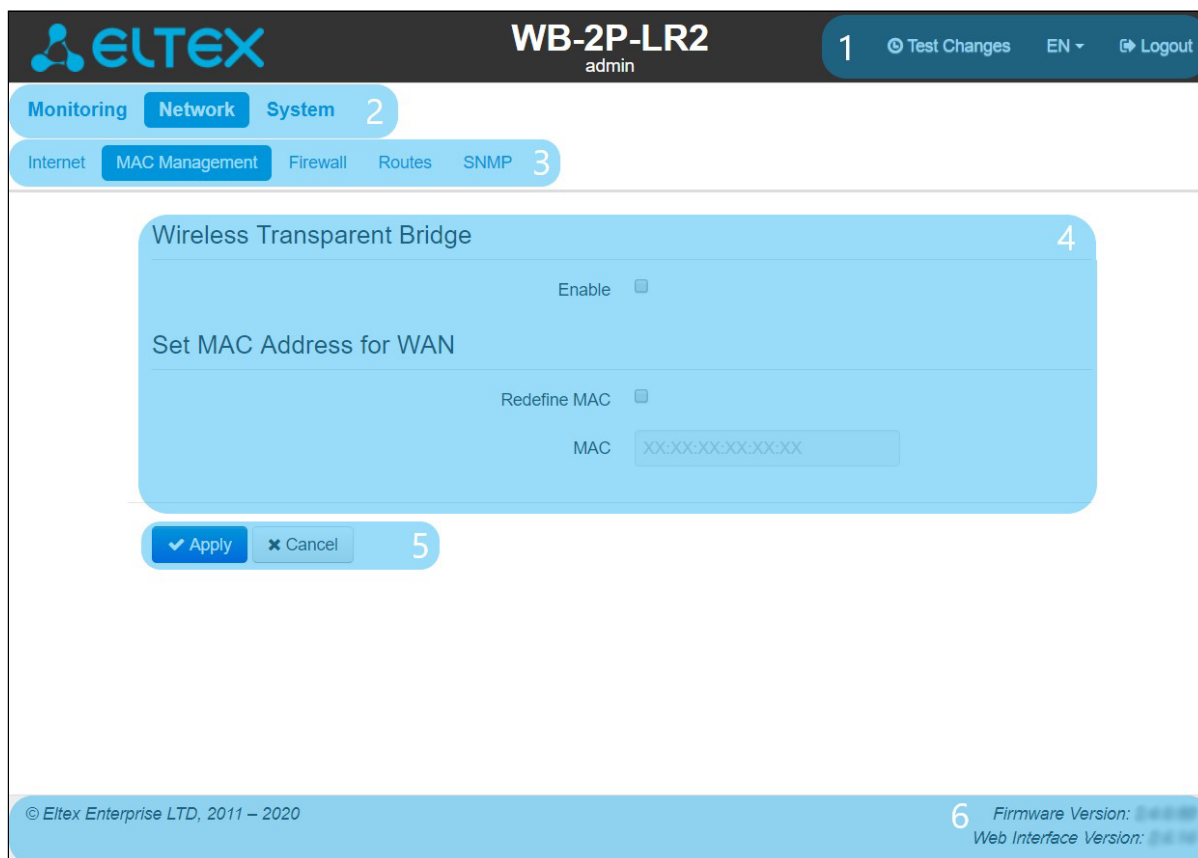 ELTEX
WB-2P-LR2
admin
1 Test Changes EN Logout
Monitoring Network System 2
Internet MAC Management Firewall Routes SNMP 3
Wireless Transparent Bridge 4
Enable
Set MAC Address for WAN
Redefine MAC
MAC XX:XX:XX:XX:XX:XX
Apply Cancel 5
© Eltex Enterprise LTD, 2011 – 2020
6 Firmware Version:
Web Interface Version: